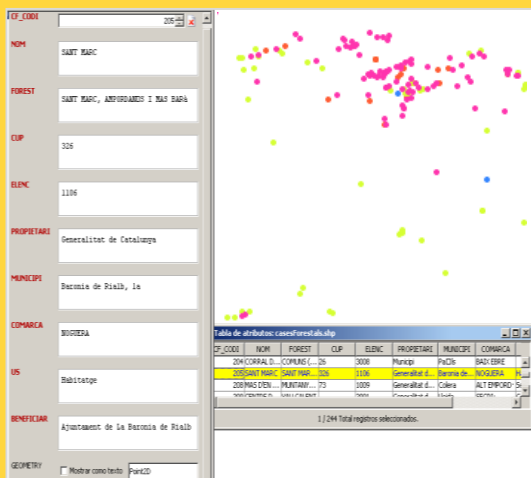 CF_CODI 205
NOM SANT MARC
FOREST SANT MARC, AMPORDANDS I MAS BARà
CUP 326
ELENC 1106
PROPIETARI Generalitat de Catalunya
MUNICIPI Baronia de Rialb, la
COMARCA NOGUERA
US Habitatge
BENEFICIAR Ajuntament de La Baronia de Rialb
GEOMETRY Mostrar como texto Point2D
Tabla de atributos: casesForestals.shp
CF_CODI NOM FOREST CUP ELENC PROPIETARI MUNICIPI COMARCA
204 CORRAL D... COMUNS (... 26 3008 Municipi PaÜls BAIX EBRE
205 SANT MARC SANT MAR... 326 1106 Generalitat d... Baronia de... NOGUERA
208 MAS D'EN ... MUNTANY... 73 1009 Generalitat d... Colera ALT EMPORD
1 / 244 Total registros seleccionados.